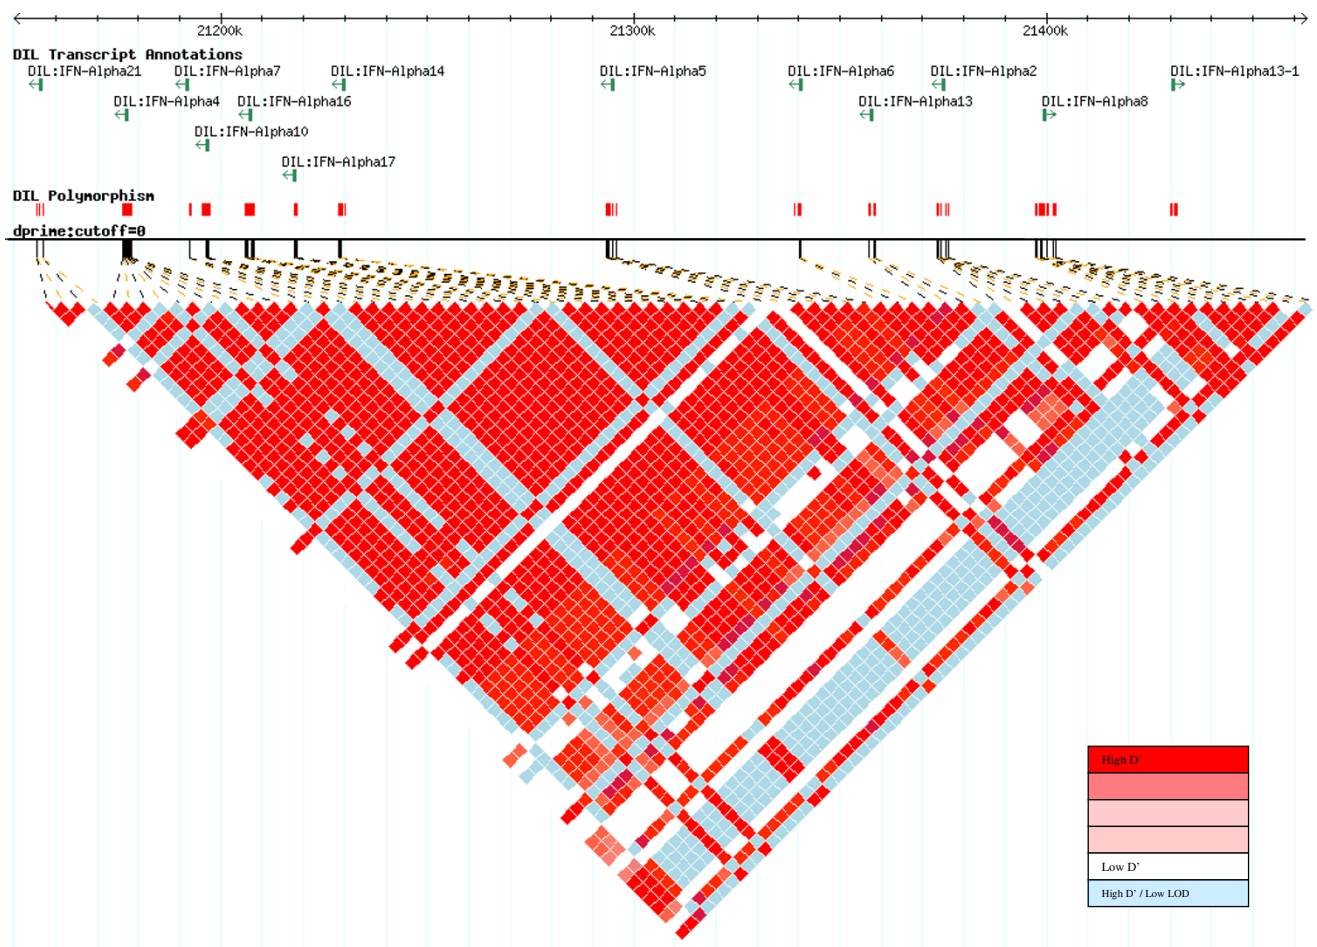 21200k 21300k 21400k
DIL Transcript Annotations
DIL:IFN-Alpha21 DIL:IFN-Alpha7 DIL:IFN-Alpha14 DIL:IFN-Alpha5 DIL:IFN-Alpha6 DIL:IFN-Alpha2 DIL:IFN-Alpha13-1
DIL:IFN-Alpha4 DIL:IFN-Alpha16 DIL:IFN-Alpha13 DIL:IFN-Alpha8
DIL:IFN-Alpha10
DIL:IFN-Alpha17
DIL Polymorphism
dprime:cutoff=0
High D'
Low D'
High D' / Low LOD